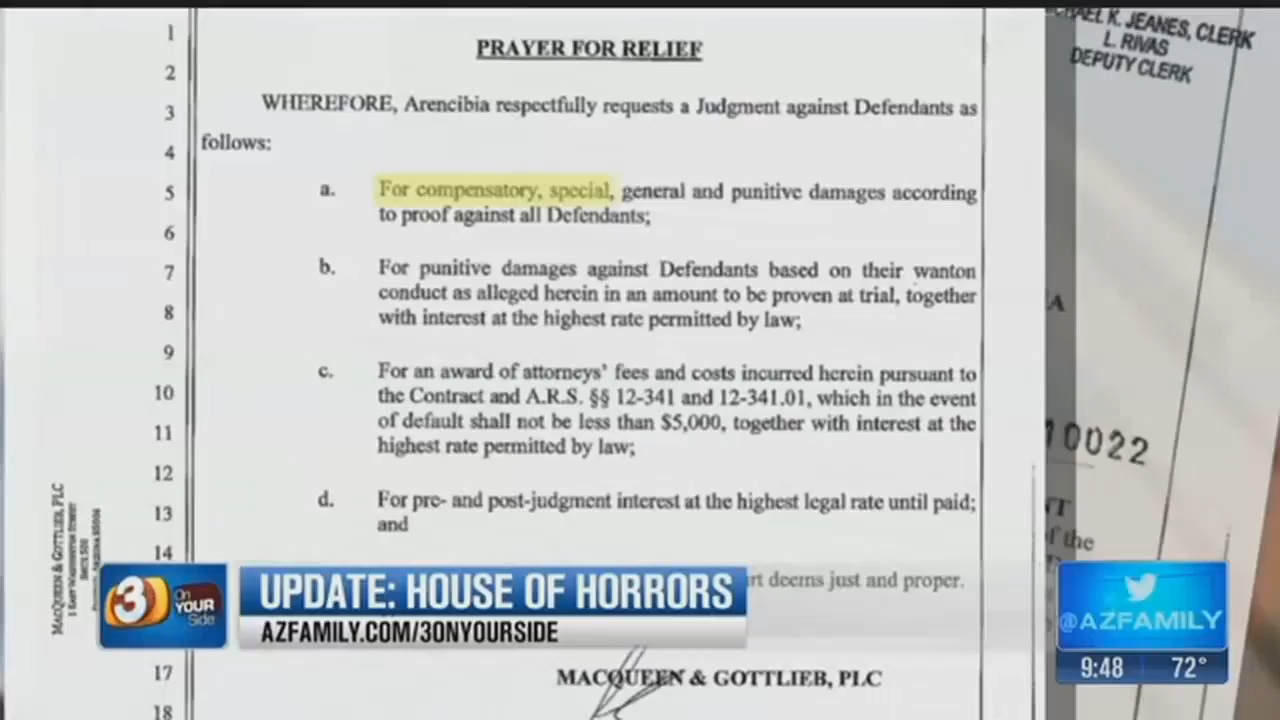 1
PRAYER FOR RELIEF
2
WHEREFORE, Arencibia respectfully requests a Judgment against Defendants as
3
follows:
4
a. For compensatory, special, general and punitive damages according
5
to proof against all Defendants;
6
b. For punitive damages against Defendants based on their wanton
7
conduct as alleged herein in an amount to be proven at trial, together
8
with interest at the highest rate permitted by law;
9
c. For an award of attorneys' fees and costs incurred herein pursuant to
10
the Contract and A.R.S. §§ 12-341 and 12-341.01, which in the event
of default shall not be less than $5,000, together with interest at the
11
highest rate permitted by law;
12
d. For pre- and post-judgment interest at the highest legal rate until paid;
13
and
14
deems just and proper.
17
MACQUEEN & GOTTLIEB, PLC
18
MACQUEEN & GOTTLIEB, PLC
K. JEANES, CLERK
L. RIVAS
DEPUTY CLERK
A
10022
of the
3 On YOUR Side
UPDATE: HOUSE OF HORRORS
AZFAMILY.COM/3ONYOURSIDE
@AZFAMILY
9:48 72°